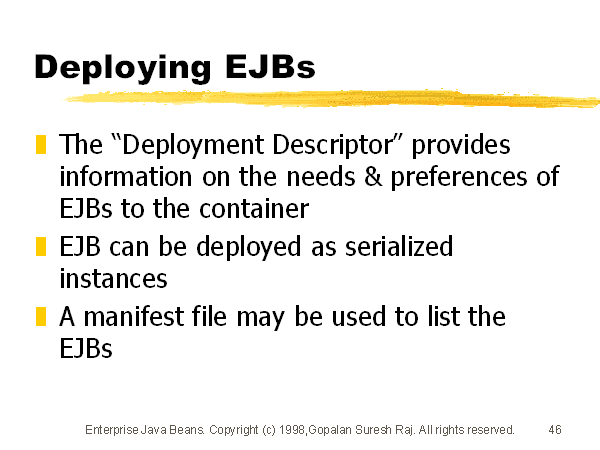 Deploying EJBs
The “Deployment Descriptor” provides
information on the needs & preferences of
EJBs to the container
EJB can be deployed as serialized
instances
A manifest file may be used to list the
EJBs
Enterprise Java Beans. Copyright (c) 1998,Gopalan Suresh Raj. All rights reserved. 46